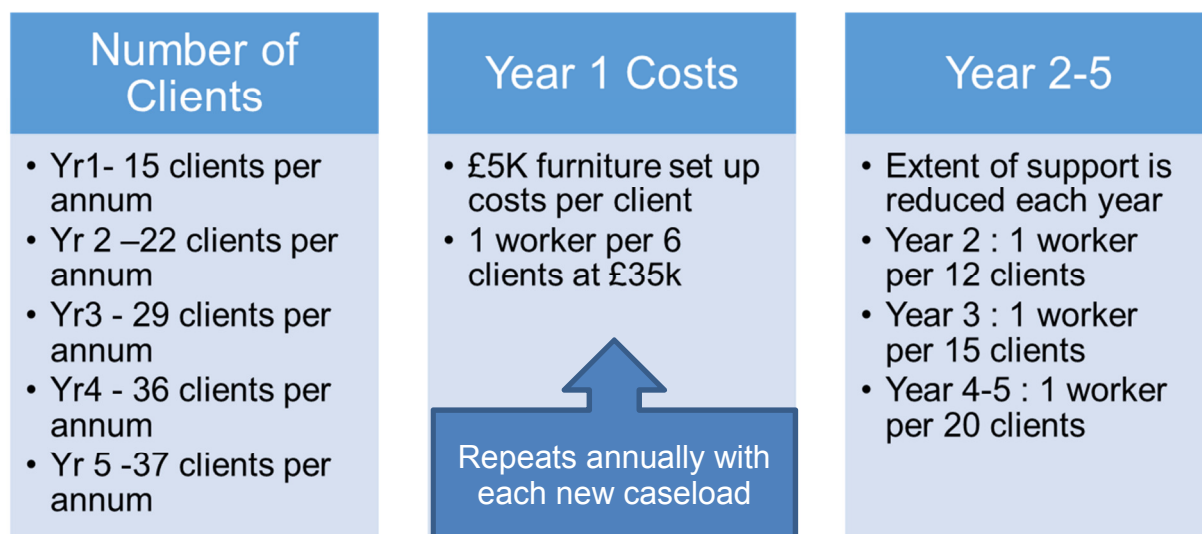 Number of
Clients
• Yr1- 15 clients per
annum
• Yr 2 –22 clients per
annum
• Yr3 - 29 clients per
annum
• Yr4 - 36 clients per
annum
• Yr 5 -37 clients per
annum
Year 1 Costs
• £5K furniture set up
costs per client
• 1 worker per 6
clients at £35k
Repeats annually with
each new caseload
Year 2-5
• Extent of support is
reduced each year
• Year 2 : 1 worker
per 12 clients
• Year 3 : 1 worker
per 15 clients
• Year 4-5 : 1 worker
per 20 clients